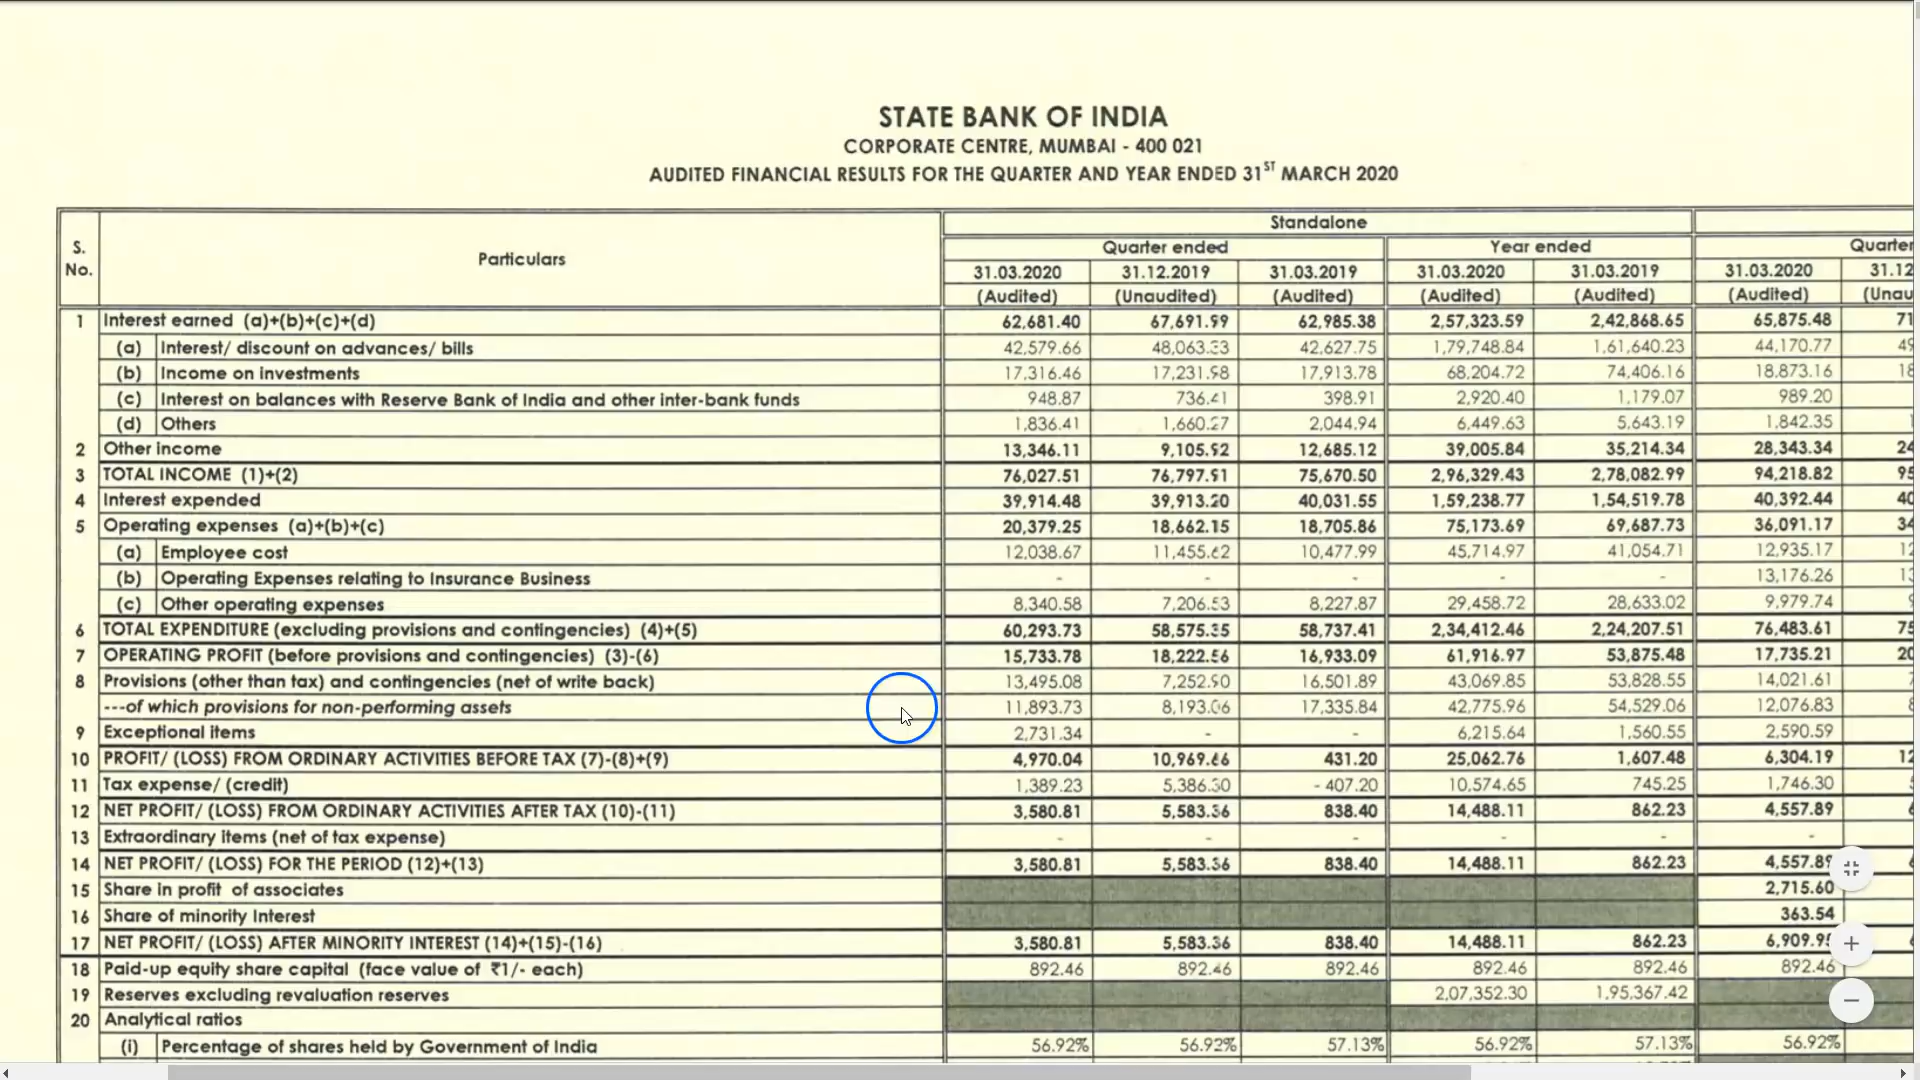 STATE BANK OF INDIA
CORPORATE CENTRE, MUMBAI - 400 021
AUDITED FINANCIAL RESULTS FOR THE QUARTER AND YEAR ENDED 31ST MARCH 2020
Standalone
S. No. Particulars Quarter ended Year ended Quarter
31.03.2020 31.12.2019 31.03.2019 31.03.2020 31.03.2019 31.03.2020 31.12
(Audited) (Unaudited) (Audited) (Audited) (Audited) (Audited) (Unau
1 Interest earned (a)+(b)+(c)+(d) 62,681.40 67,691.99 62,985.38 2,57,323.59 2,42,868.65 65,875.48 71
(a) Interest/ discount on advances/ bills 42,579.66 48,063.33 42,627.75 1,79,748.84 1,61,640.23 44,170.77 49
(b) Income on investments 17,316.46 17,231.98 17,913.78 68,204.72 74,406.16 18,873.16 18
(c) Interest on balances with Reserve Bank of India and other inter-bank funds 948.87 736.41 398.91 2,920.40 1,179.07 989.20
(d) Others 1,836.41 1,660.27 2,044.94 6,449.63 5,643.19 1,842.35
2 Other income 13,346.11 9,105.92 12,685.12 39,005.84 35,214.34 28,343.34 24
3 TOTAL INCOME (1)+(2) 76,027.51 76,797.91 75,670.50 2,96,329.43 2,78,082.99 94,218.82 95
4 Interest expended 39,914.48 39,913.20 40,031.55 1,59,238.77 1,54,519.78 40,392.44 40
5 Operating expenses (a)+(b)+(c) 20,379.25 18,662.15 18,705.86 75,173.69 69,687.73 36,091.17 34
(a) Employee cost 12,038.67 11,455.62 10,477.99 45,714.97 41,054.71 12,935.17 12
(b) Operating Expenses relating to Insurance Business - - - - - 13,176.26 13
(c) Other operating expenses 8,340.58 7,206.53 8,227.87 29,458.72 28,633.02 9,979.74 9
6 TOTAL EXPENDITURE (excluding provisions and contingencies) (4)+(5) 60,293.73 58,575.35 58,737.41 2,34,412.46 2,24,207.51 76,483.61 75
7 OPERATING PROFIT (before provisions and contingencies) (3)-(6) 15,733.78 18,222.56 16,933.09 61,916.97 53,875.48 17,735.21 20
8 Provisions (other than tax) and contingencies (net of write back) 13,495.08 7,252.90 16,501.89 43,069.85 53,828.55 14,021.61 7
---of which provisions for non-performing assets 11,893.73 8,193.06 17,335.84 42,775.96 54,529.06 12,076.83 8
9 Exceptional items 2,731.34 - - 6,215.64 1,560.55 2,590.59
10 PROFIT/ (LOSS) FROM ORDINARY ACTIVITIES BEFORE TAX (7)-(8)+(9) 4,970.04 10,969.66 431.20 25,062.76 1,607.48 6,304.19 12
11 Tax expense/ (credit) 1,389.23 5,386.30 - 407.20 10,574.65 745.25 1,746.30
12 NET PROFIT/ (LOSS) FROM ORDINARY ACTIVITIES AFTER TAX (10)-(11) 3,580.81 5,583.36 838.40 14,488.11 862.23 4,557.89
13 Extraordinary items (net of tax expense) - - - - - -
14 NET PROFIT/ (LOSS) FOR THE PERIOD (12)+(13) 3,580.81 5,583.36 838.40 14,488.11 862.23 4,557.89
15 Share in profit of associates 2,715.60
16 Share of minority Interest 363.54
17 NET PROFIT/ (LOSS) AFTER MINORITY INTEREST (14)+(15)-(16) 3,580.81 5,583.36 838.40 14,488.11 862.23
18 Paid-up equity share capital (face value of ₹1/- each) 892.46 892.46 892.46 892.46 892.46 892.46
19 Reserves excluding revaluation reserves 2,07,352.30 1,95,367.42
20 Analytical ratios
(i) Percentage of shares held by Government of India 56.92% 56.92% 57.13% 56.92% 57.13% 56.92%